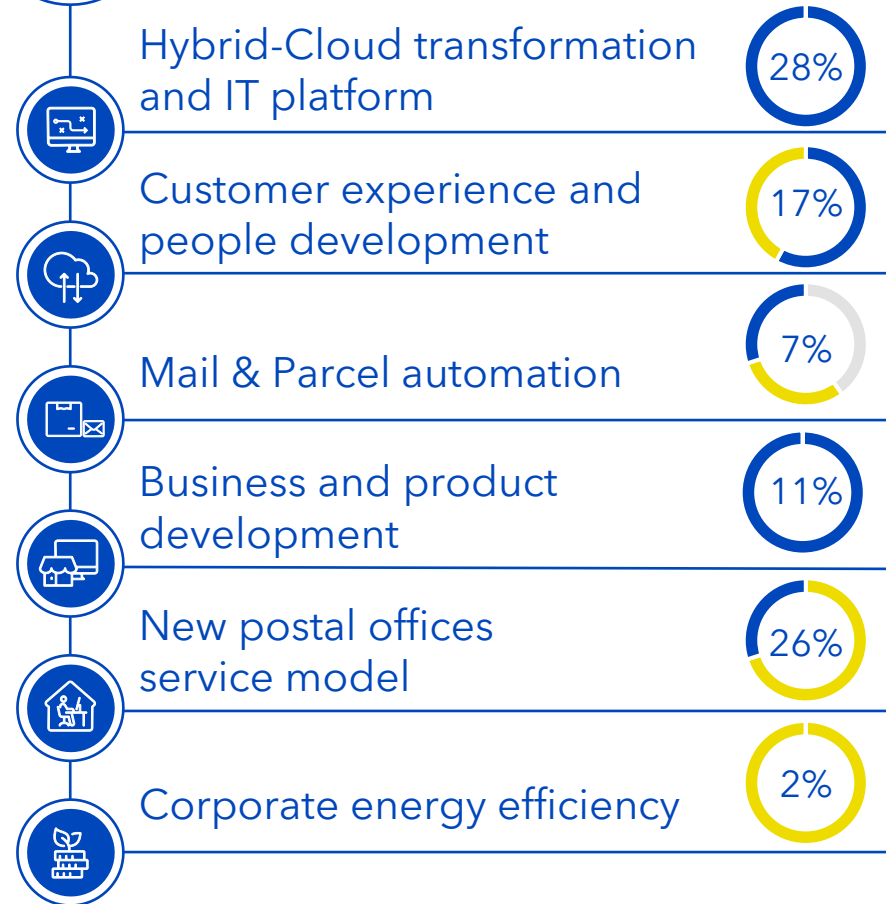 Hybrid-Cloud transformation
and IT platform
28%
Customer experience and
people development
17%
Mail & Parcel automation
7%
Business and product
development
11%
New postal offices
service model
26%
Corporate energy efficiency
2%